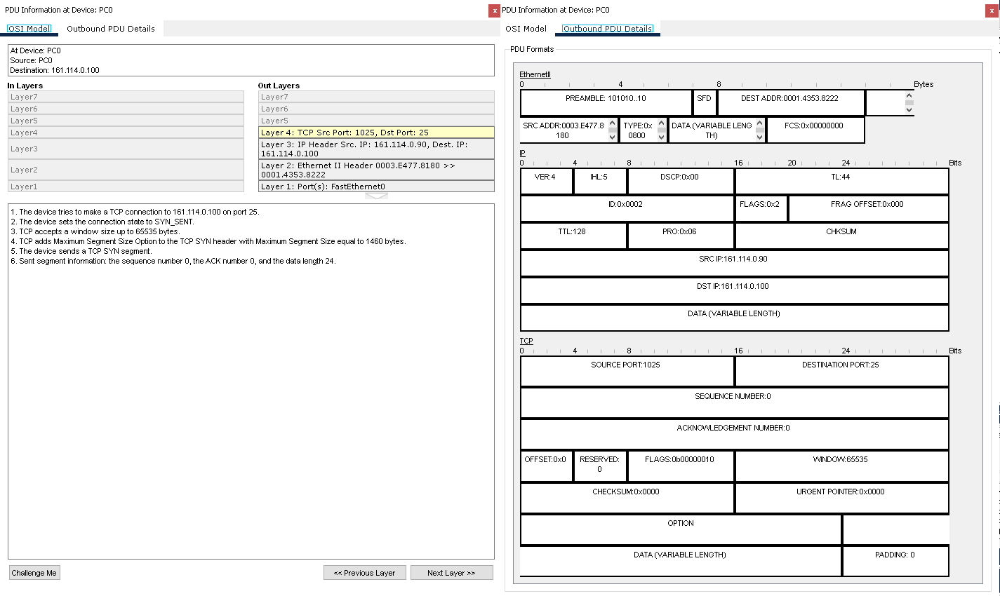 PDU Information at Device: PC0
x
OSI Model
Outbound PDU Details
At Device: PC0
Source: PC0
Destination: 161.114.0.100
In Layers
Layer7
Layer6
Layer5
Layer4
Layer3
Layer2
Layer1
Out Layers
Layer7
Layer6
Layer5
Layer 4: TCP Src Port: 1025, Dst Port: 25
Layer 3: IP Header Src. IP: 161.114.0.90, Dest. IP:
161.114.0.100
Layer 2: Ethernet II Header 0003.E477.8180 >>
0001.4353.8222
Layer 1: Port(s): FastEthernet0
1. The device tries to make a TCP connection to 161.114.0.100 on port 25.
2. The device sets the connection state to SYN_SENT.
3. TCP accepts a window size up to 65535 bytes.
4. TCP adds Maximum Segment Size Option to the TCP SYN header with Maximum Segment Size equal to 1460 bytes.
5. The device sends a TCP SYN segment.
6. Sent segment information: the sequence number 0, the ACK number 0, and the data length 24.
Challenge Me
<< Previous Layer
Next Layer >>
PDU Information at Device: PC0
x
OSI Model
Outbound PDU Details
PDU Formats
EthernetII
0 4 8 Bytes
PREAMBLE: 101010..10
SFD
DEST ADDR:0001.4353.8222
SRC ADDR:0003.E477.8
180
TYPE:0x
0800
DATA (VARIABLE LENG
TH)
FCS:0x00000000
IP
0 4 8 16 20 24 Bits
VER:4
IHL:5
DSCP:0x00
TL:44
ID:0x0002
FLAGS:0x2
FRAG OFFSET:0x000
TTL:128
PRO:0x06
CHKSUM
SRC IP:161.114.0.90
DST IP:161.114.0.100
DATA (VARIABLE LENGTH)
TCP
0 4 8 16 24 Bits
SOURCE PORT:1025
DESTINATION PORT:25
SEQUENCE NUMBER:0
ACKNOWLEDGEMENT NUMBER:0
OFFSET:0x0
RESERVED:
0
FLAGS:0b00000010
WINDOW:65535
CHECKSUM:0x0000
URGENT POINTER:0x0000
OPTION
DATA (VARIABLE LENGTH)
PADDING: 0